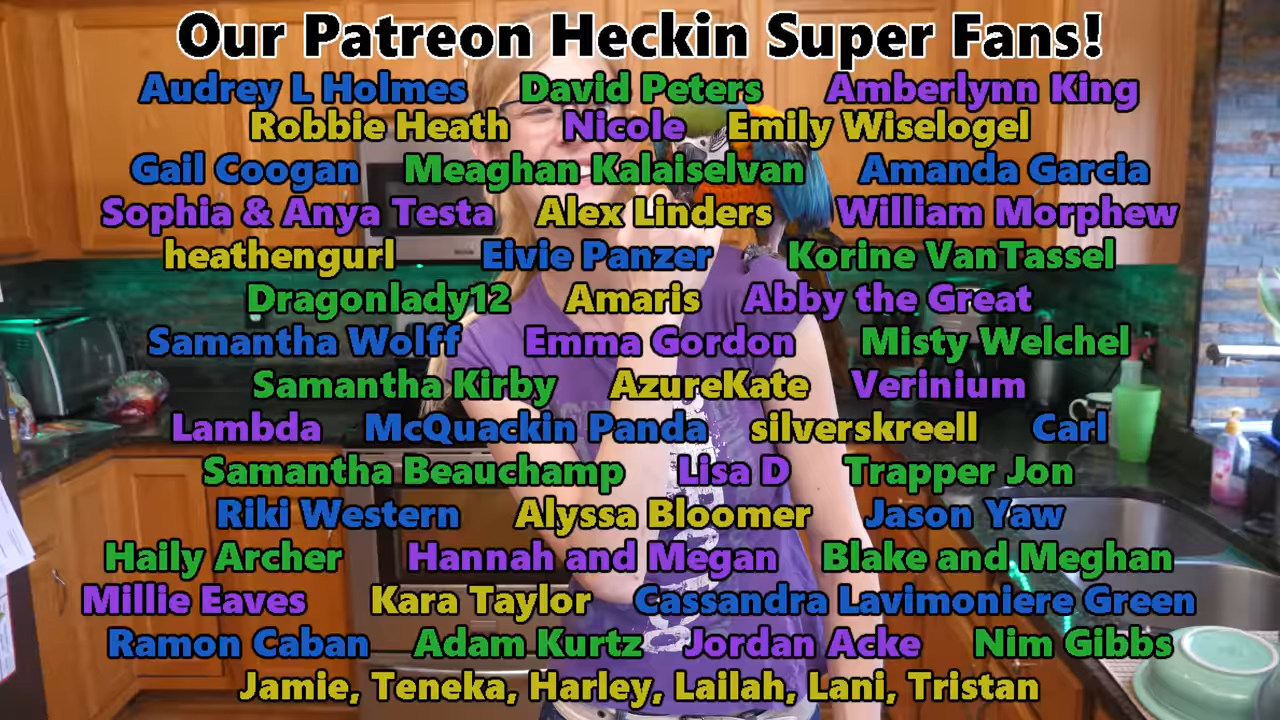 Our Patreon Heckin Super Fans!
Audrey L Holmes David Peters Amberlynn King
Robbie Heath Nicole Emily Wiselogel
Gail Coogan Meaghan Kalaiselvan Amanda Garcia
Sophia & Anya Testa Alex Linders William Morphew
heathengurl Eivie Panzer Korine VanTassel
Dragonlady12 Amaris Abby the Great
Samantha Wolff Emma Gordon Misty Welchel
Samantha Kirby AzureKate Verinium
Lambda McQuackin Panda silverskreell Carl
Samantha Beauchamp Lisa D Trapper Jon
Riki Western Alyssa Bloomer Jason Yaw
Haily Archer Hannah and Megan Blake and Meghan
Millie Eaves Kara Taylor Cassandra Lavimoniere Green
Ramon Caban Adam Kurtz Jordan Acke Nim Gibbs
Jamie, Teneka, Harley, Lailah, Lani, Tristan